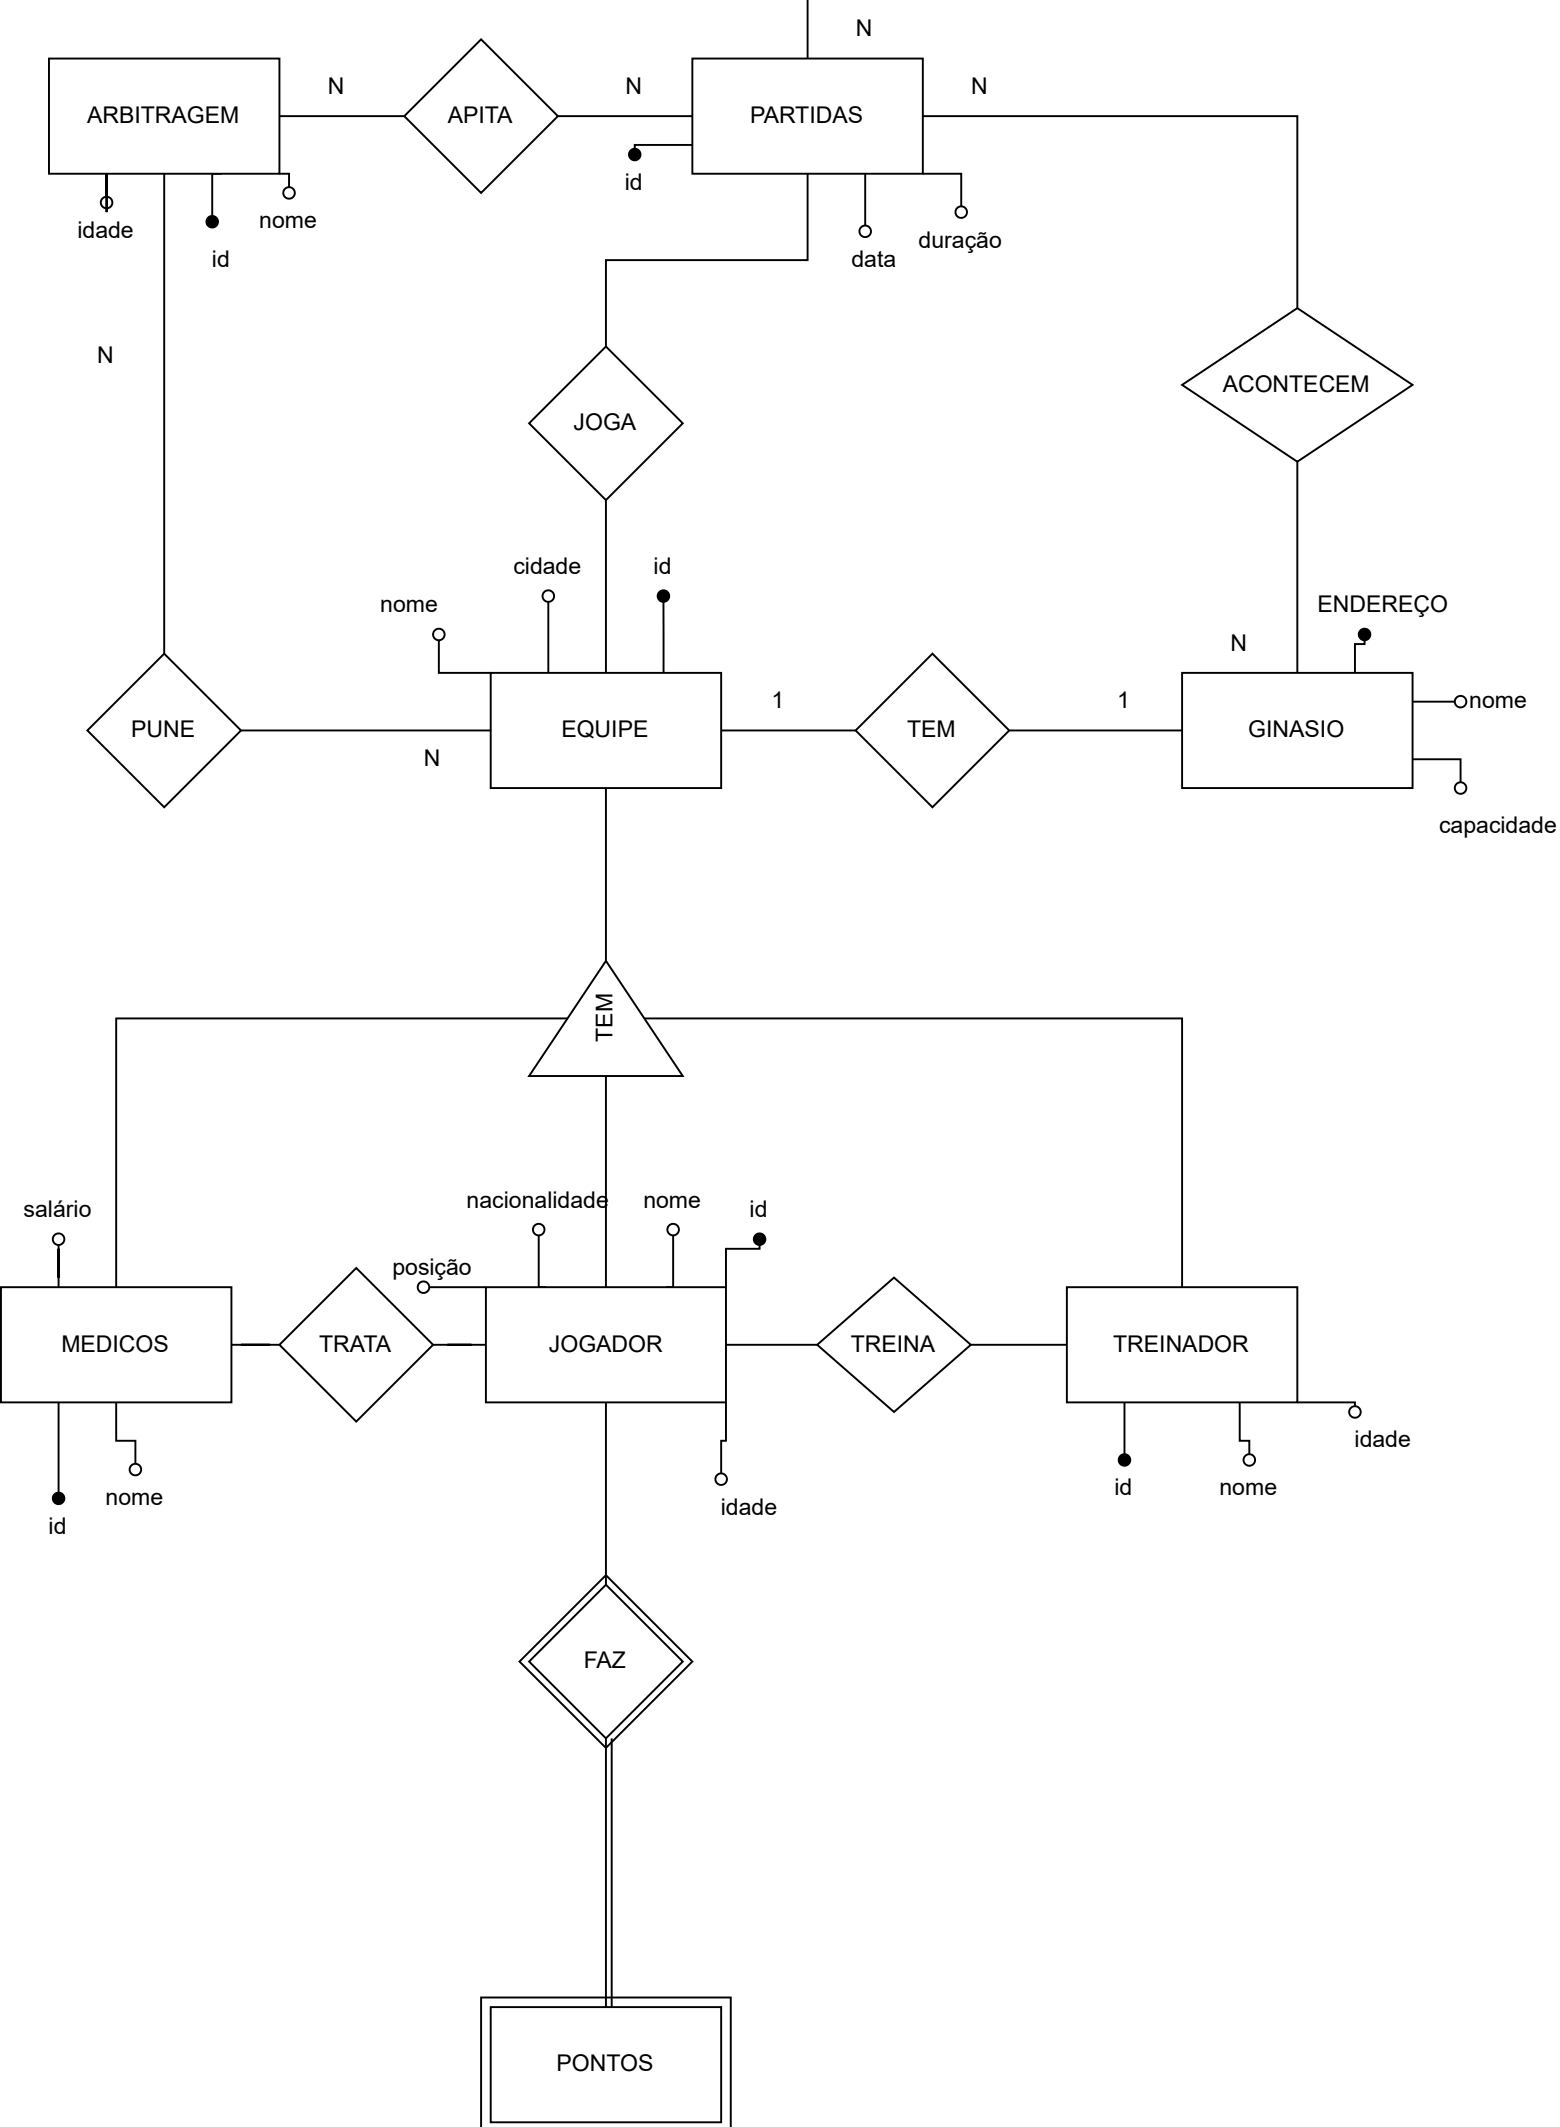 N
N
N
N
ARBITRAGEM
APITA
PARTIDAS
id
idade
id
nome
data
duração
N
ACONTECEM
JOGA
cidade
id
nome
ENDEREÇO
N
1
1
nome
PUNE
EQUIPE
TEM
GINASIO
N
capacidade
TEM
salário
nacionalidade
nome
id
posição
MEDICOS
TRATA
JOGADOR
TREINA
TREINADOR
idade
id
nome
idade
id
nome
FAZ
PONTOS